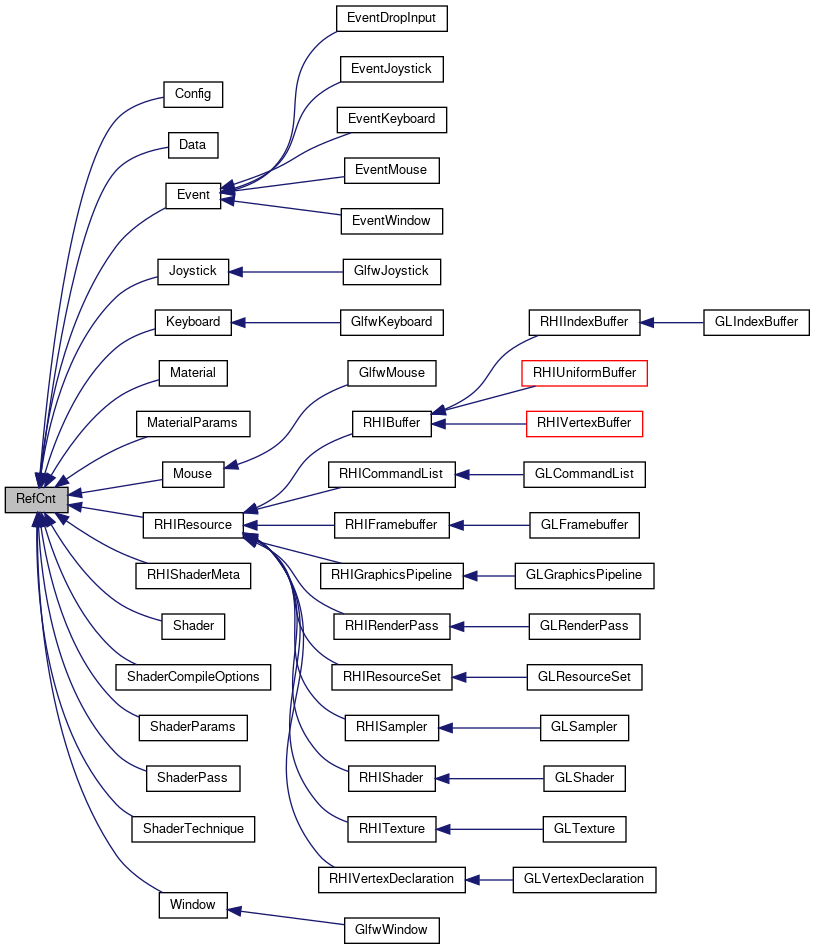 EventDropInput
EventJoystick
Config
EventKeyboard
Data
EventMouse
Event
EventWindow
Joystick
GlfwJoystick
Keyboard
GlfwKeyboard
RHIIndexBuffer
GLIndexBuffer
Material
GlfwMouse
RHIUniformBuffer
MaterialParams
RHIBuffer
RHIVertexBuffer
Mouse
RHICommandList
GLCommandList
RefCnt
RHIResource
RHIFramebuffer
GLFramebuffer
RHIShaderMeta
RHIGraphicsPipeline
GLGraphicsPipeline
Shader
RHIRenderPass
GLRenderPass
ShaderCompileOptions
RHIResourceSet
GLResourceSet
ShaderParams
RHISampler
GLSampler
ShaderPass
RHIShader
GLShader
ShaderTechnique
RHITexture
GLTexture
RHIVertexDeclaration
GLVertexDeclaration
Window
GlfwWindow